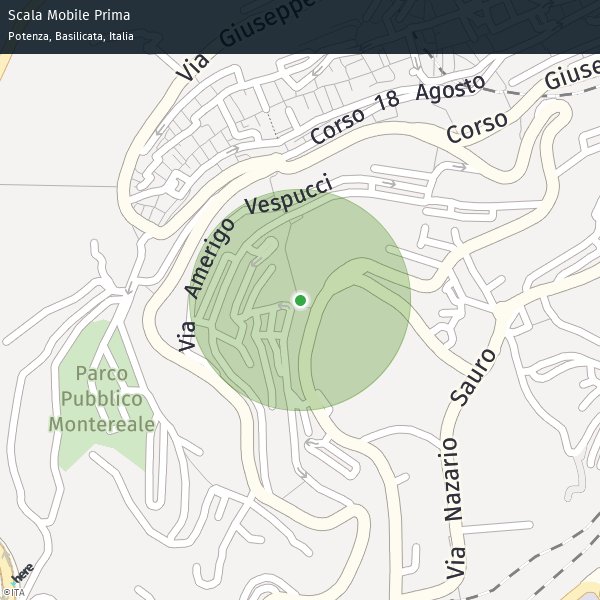 Scala Mobile Prima
Potenza, Basilicata, Italia
Via Giuseppe
Corso 18 Agosto
Corso Giuse
Via Amerigo Vespucci
Parco
Pubblico
Montereale
Via Nazario Sauro
here
©ITA